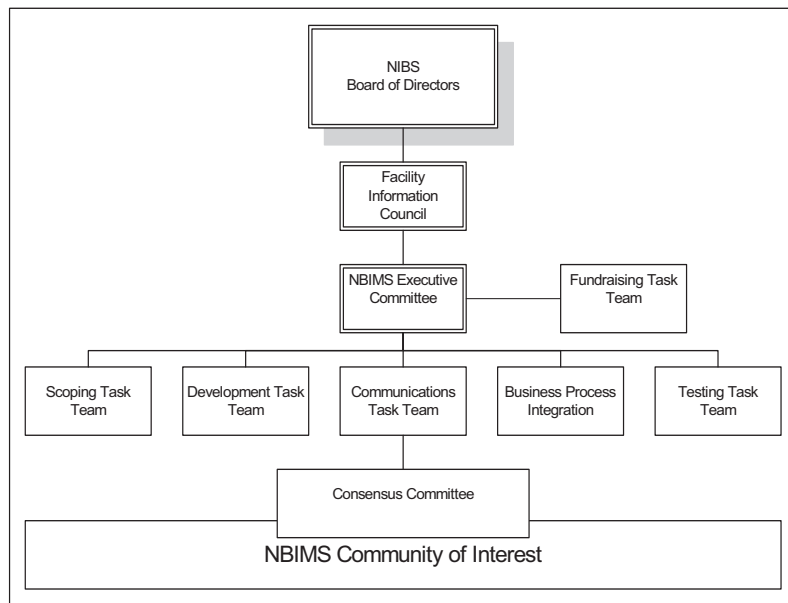 NIBS
Board of Directors
Facility
Information
Council
NBIMS Executive
Committee
Fundraising Task
Team
Scoping Task
Team
Development Task
Team
Communications
Task Team
Business Process
Integration
Testing Task
Team
Consensus Committee
NBIMS Community of Interest